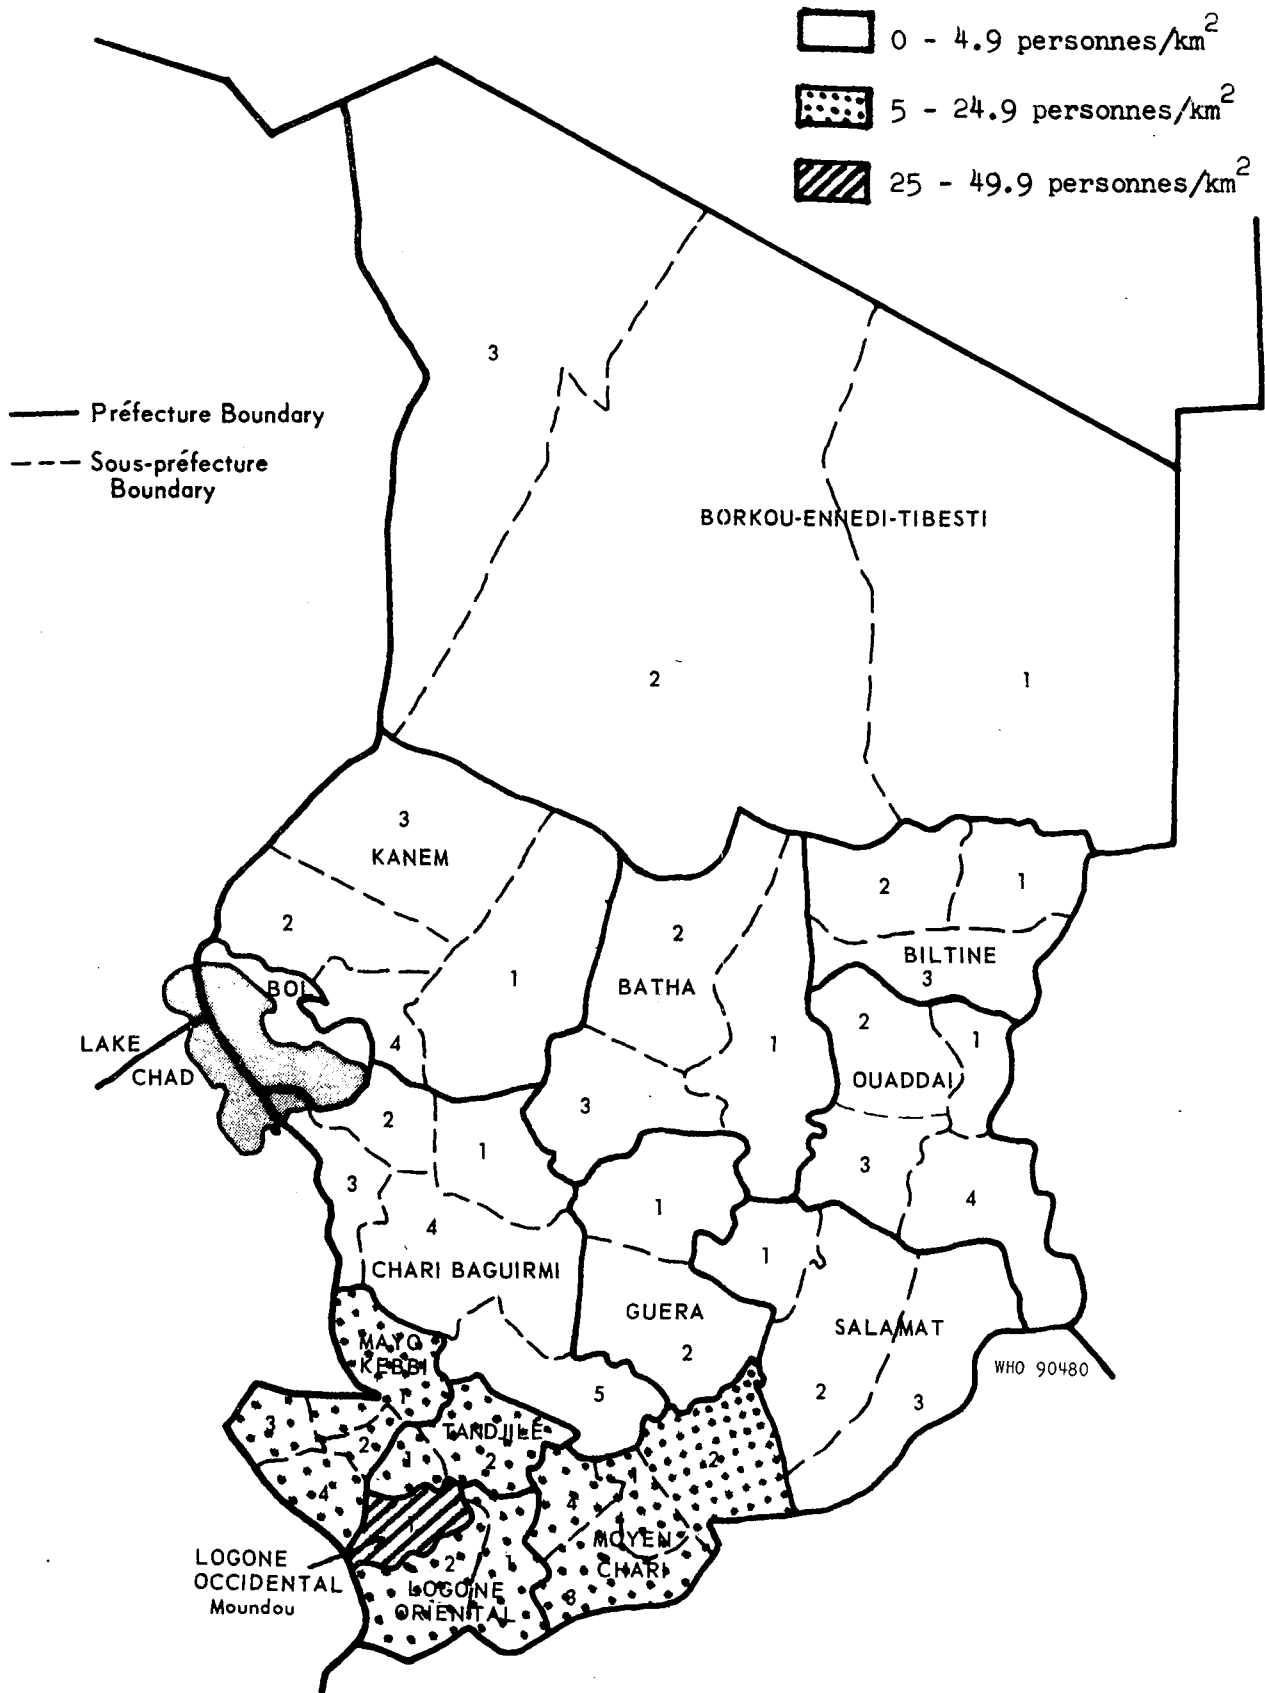 0 - 4.9 personnes/km²
5 - 24.9 personnes/km²
25 - 49.9 personnes/km²
3
Préfecture Boundary
Sous-préfecture
Boundary
BORKOU-ENNEDI-TIBESTI
2
1
3
KANEM
2
1
2
2
1
BATHA
BILTINE
3
BOL
1
2
1
LAKE
4
1
CHAD
OUADDAI
2
3
1
3
3
4
1
4
1
CHARI BAGUIRMI
GUERA
SALAMAT
MAYO
KEBBI
2
WHO 90480
1
5
2
3
3
TANDJILÉ
2
1
2
2
4
4
1
1
MOYEN
LOGONE
OCCIDENTAL
Moundou
2
1
CHARI
LOGONE
ORIENTAL